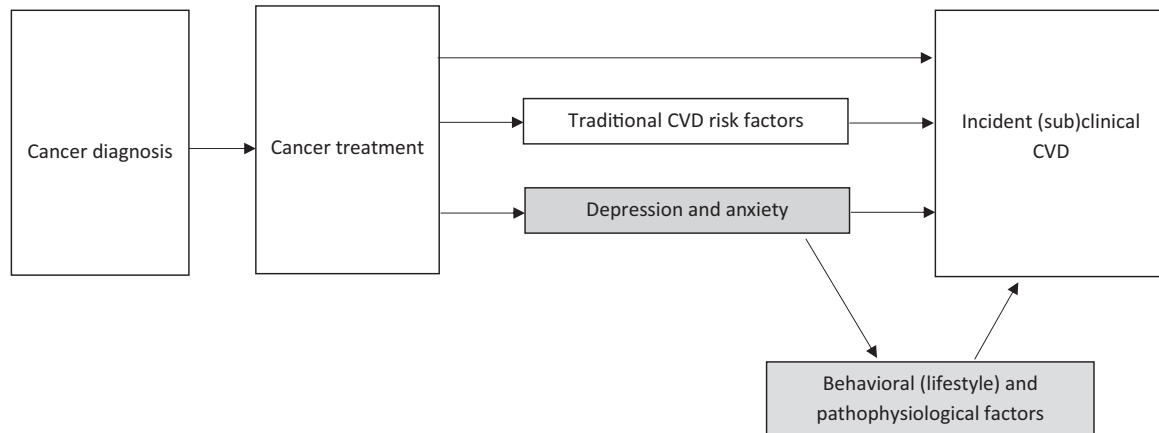 Cancer diagnosis
Cancer treatment
Traditional CVD risk factors
Depression and anxiety
Incident (sub)clinical
CVD
Behavioral (lifestyle) and
pathophysiological factors